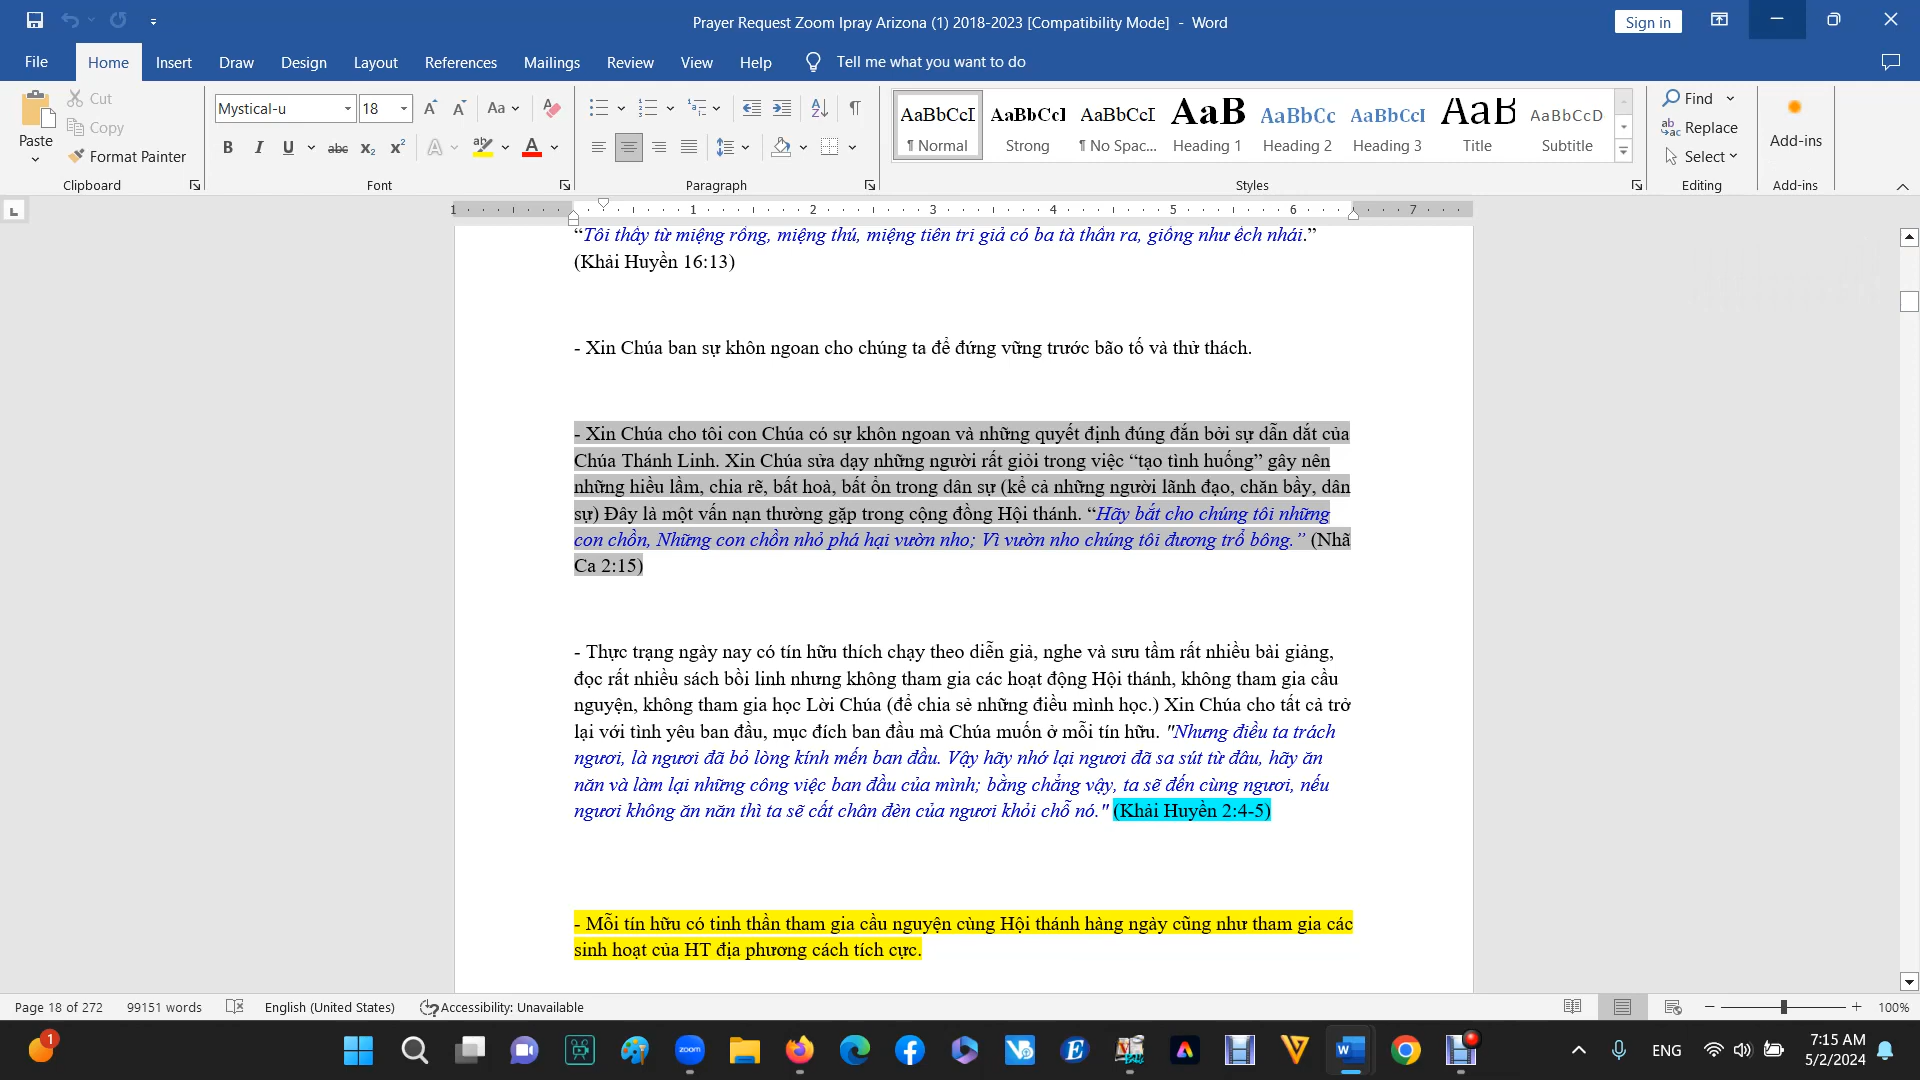 Prayer Request Zoom Ipray Arizona (1) 2018-2023 [Compatibility Mode] - Word
Sign in
File Home Insert Draw Design Layout References Mailings Review View Help Tell me what you want to do
Paste
Cut
Copy
Format Painter
Clipboard
Mystical-u 18
Font
Paragraph
AaBbCcI AaBbCcI AaBbCcI AaB AaBbCc AaBbCcI AaB AaBbCcD
¶ Normal Strong ¶ No Spac... Heading 1 Heading 2 Heading 3 Title Subtitle
Styles
Find
Replace
Select
Editing
Add-ins
Add-ins
1 1 2 3 4 5 6 7
“Tôi thấy từ miệng rồng, miệng thú, miệng tiên tri giả có ba tà thần ra, giống như ếch nhái.”
(Khải Huyền 16:13)
- Xin Chúa ban sự khôn ngoan cho chúng ta để đứng vững trước bão tố và thử thách.
- Xin Chúa cho tôi con Chúa có sự khôn ngoan và những quyết định đúng đắn bởi sự dẫn dắt của
Chúa Thánh Linh. Xin Chúa sửa dạy những người rất giỏi trong việc “tạo tình huống” gây nên
những hiểu lầm, chia rẽ, bất hoà, bất ổn trong dân sự (kể cả những người lãnh đạo, chăn bầy, dân
sự) Đây là một vấn nạn thường gặp trong cộng đồng Hội thánh. “Hãy bắt cho chúng tôi những
con chồn, Những con chồn nhỏ phá hại vườn nho; Vì vườn nho chúng tôi đương trổ bông.” (Nhã
Ca 2:15)
- Thực trạng ngày nay có tín hữu thích chạy theo diễn giả, nghe và sưu tầm rất nhiều bài giảng,
đọc rất nhiều sách bồi linh nhưng không tham gia các hoạt động Hội thánh, không tham gia cầu
nguyện, không tham gia học Lời Chúa (để chia sẻ những điều mình học.) Xin Chúa cho tất cả trở
lại với tình yêu ban đầu, mục đích ban đầu mà Chúa muốn ở mỗi tín hữu. "Nhưng điều ta trách
ngươi, là ngươi đã bỏ lòng kính mến ban đầu. Vậy hãy nhớ lại ngươi đã sa sút từ đâu, hãy ăn
năn và làm lại những công việc ban đầu của mình; bằng chẳng vậy, ta sẽ đến cùng ngươi, nếu
ngươi không ăn năn thì ta sẽ cất chân đèn của ngươi khỏi chỗ nó." (Khải Huyền 2:4-5)
- Mỗi tín hữu có tinh thần tham gia cầu nguyện cùng Hội thánh hàng ngày cũng như tham gia các
sinh hoạt của HT địa phương cách tích cực.
Page 18 of 272 99151 words English (United States) Accessibility: Unavailable 100%
1 zoom ENG 7:15 AM
5/2/2024